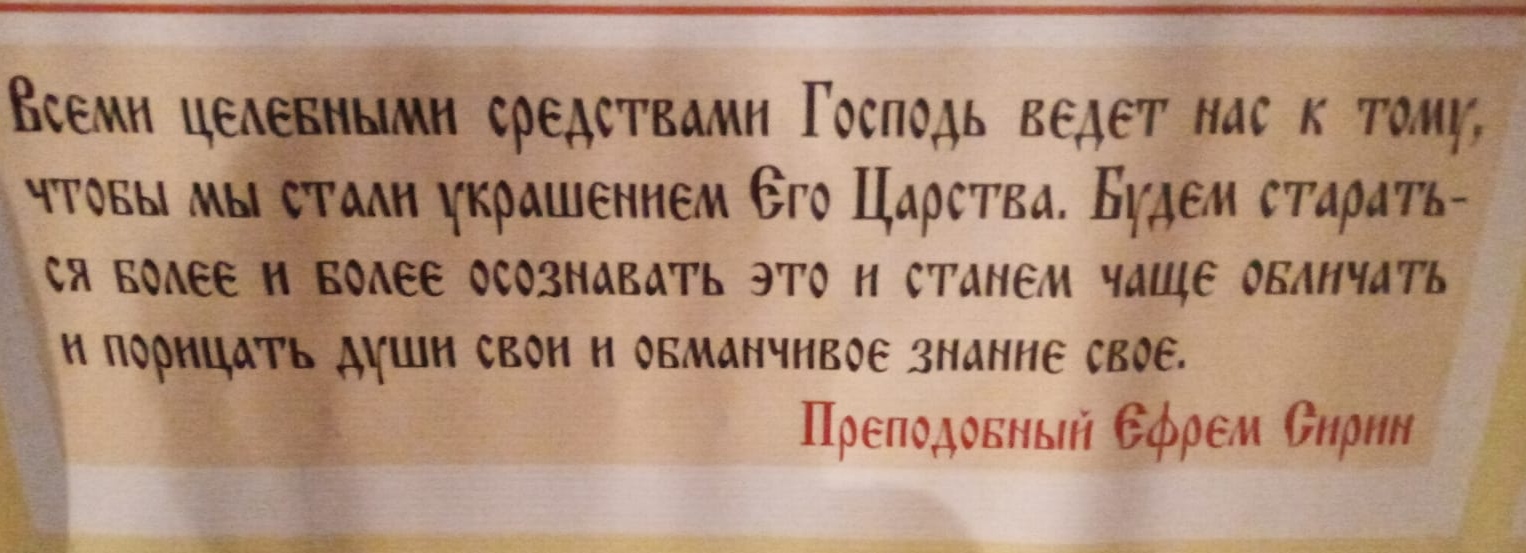 Всеми целебными средствами Господь ведет нас к тому,
чтобы мы стали украшением Его Царства. Будем старать-
ся более и более осознавать это и станем чаще обличать
и порицать души свои и обманчивое знание свое.
Преподобный Ефрем Сирин